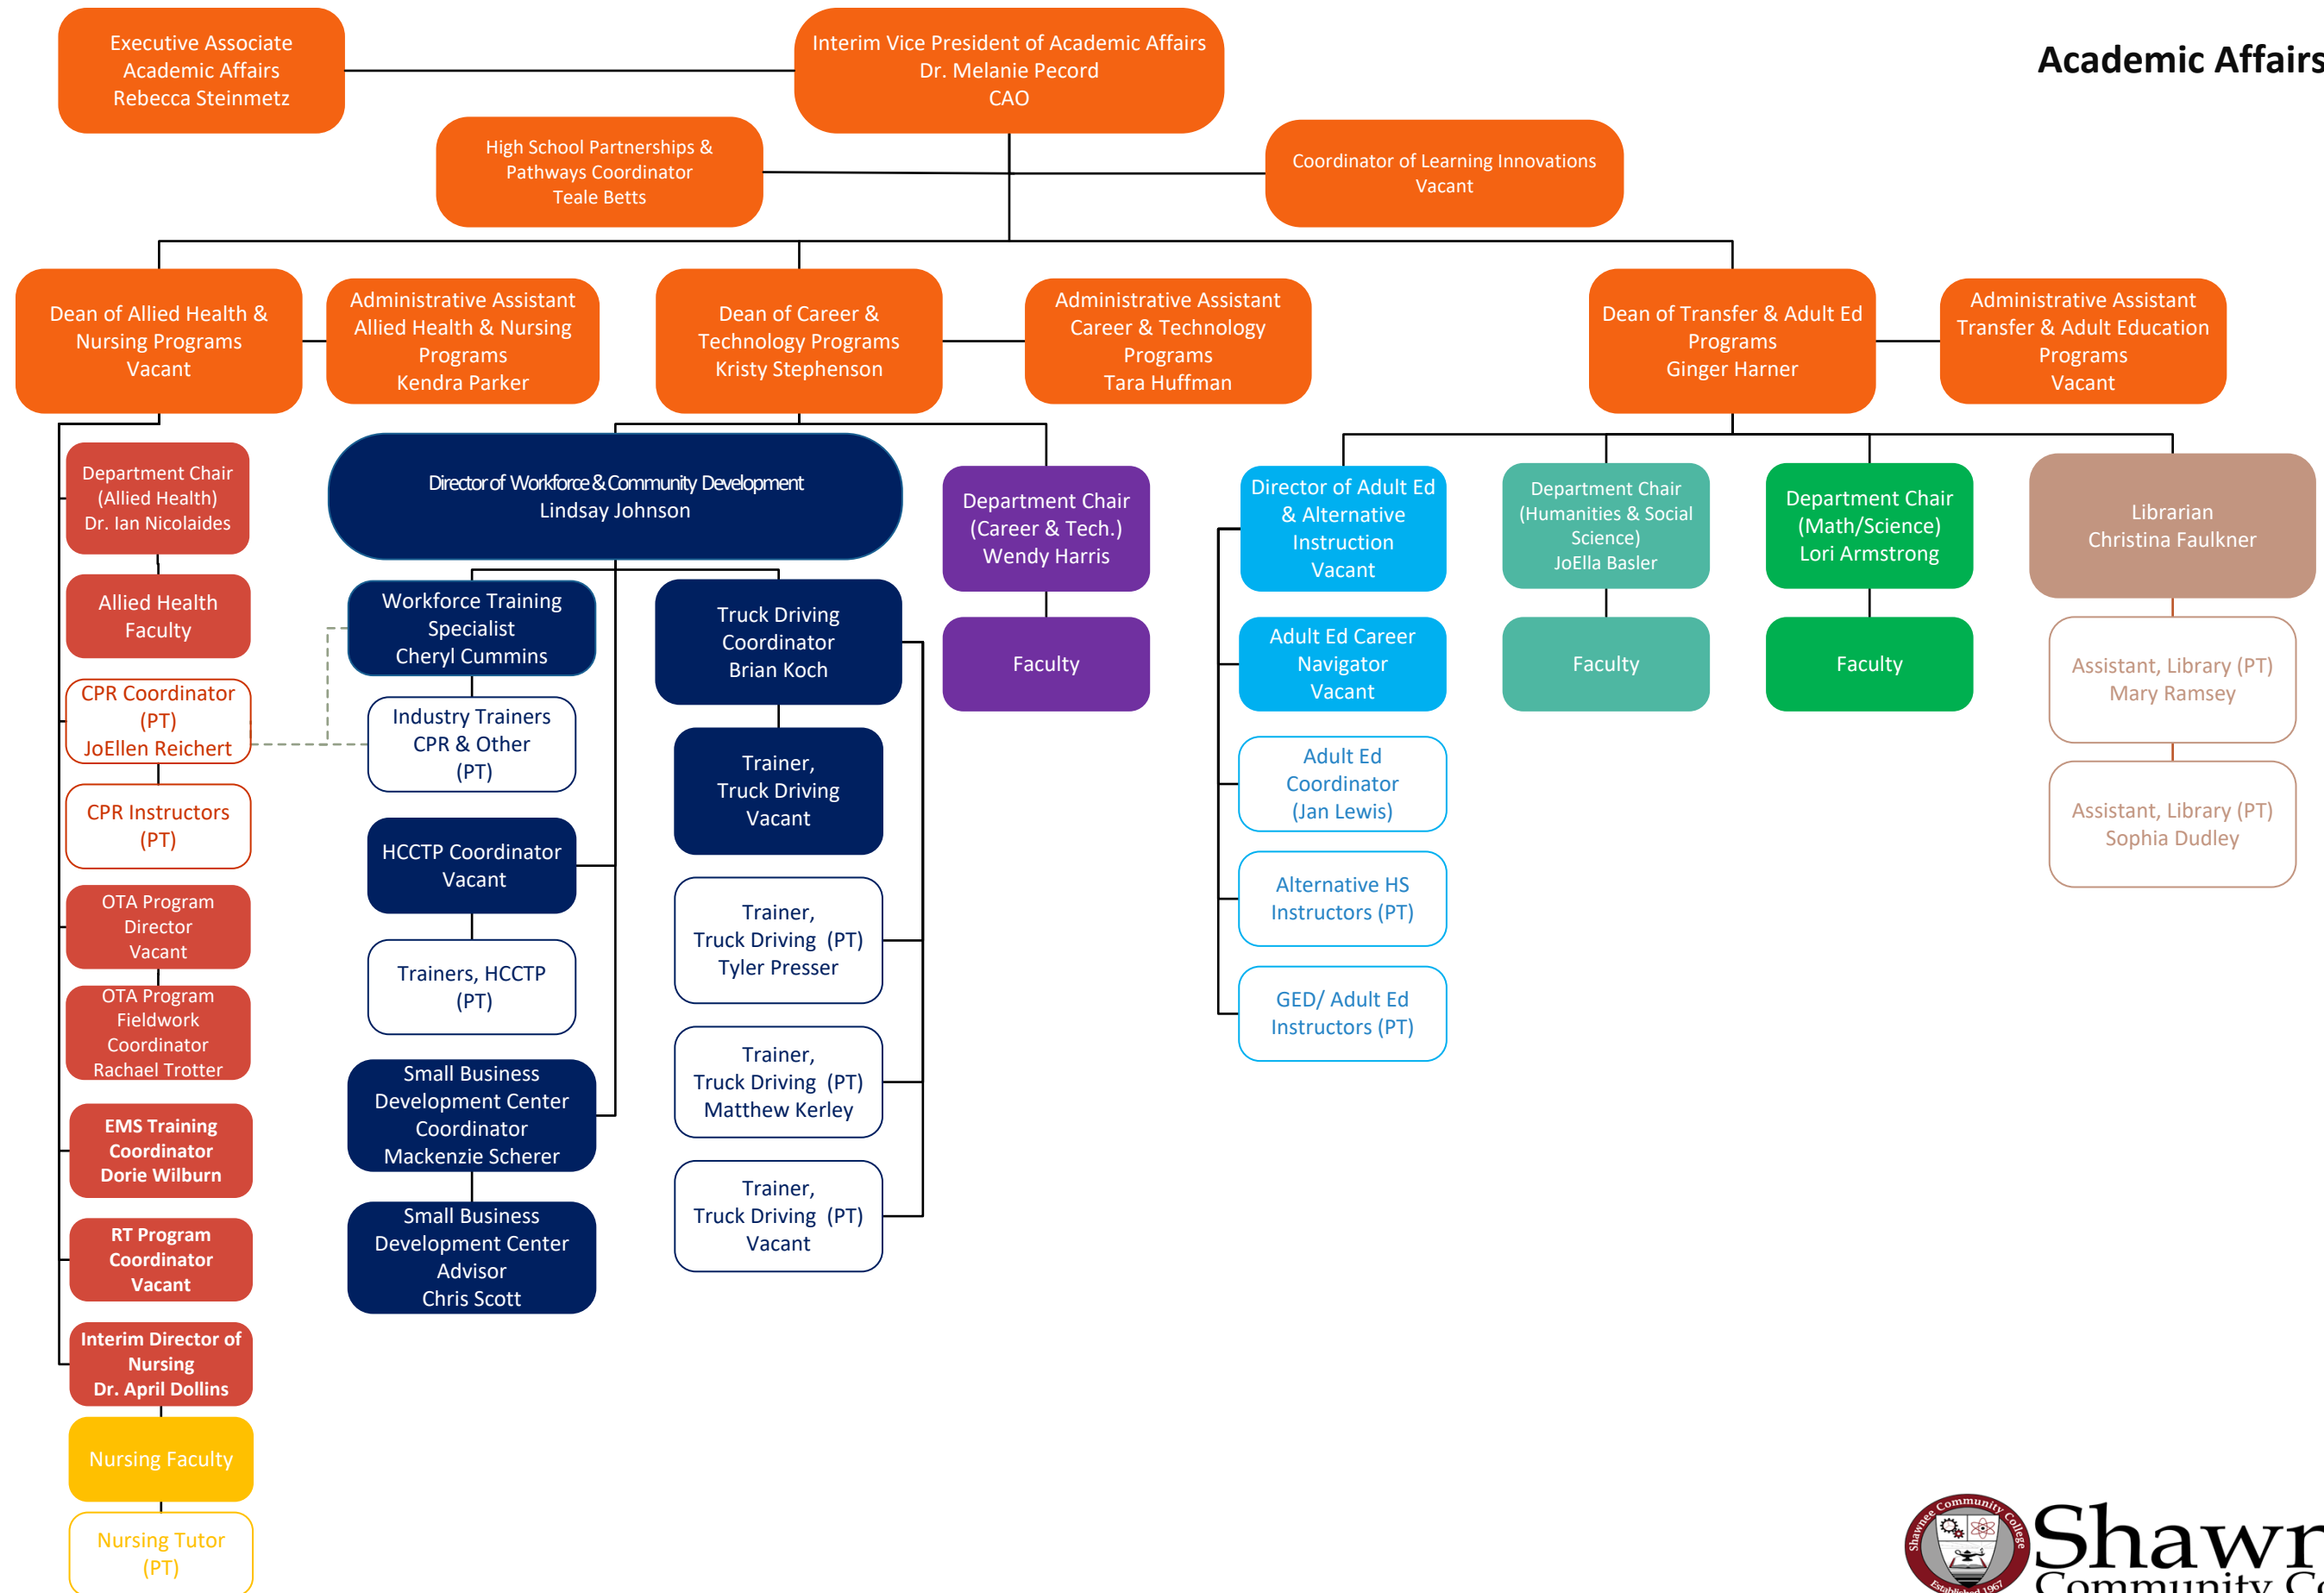 Academic Affairs
Executive Associate
Academic Affairs
Rebecca Steinmetz
Interim Vice President of Academic Affairs
Dr. Melanie Pecord
CAO
High School Partnerships &
Pathways Coordinator
Teale Betts
Coordinator of Learning Innovations
Vacant
Dean of Allied Health &
Nursing Programs
Vacant
Administrative Assistant
Allied Health & Nursing
Programs
Kendra Parker
Dean of Career &
Technology Programs
Kristy Stephenson
Administrative Assistant
Career & Technology
Programs
Tara Huffman
Dean of Transfer & Adult Ed
Programs
Ginger Harner
Administrative Assistant
Transfer & Adult Education
Programs
Vacant
Department Chair
(Allied Health)
Dr. Ian Nicolaides
Allied Health
Faculty
CPR Coordinator
(PT)
JoEllen Reichert
CPR Instructors
(PT)
OTA Program
Director
Vacant
OTA Program
Fieldwork
Coordinator
Rachael Trotter
EMS Training
Coordinator
Dorie Wilburn
RT Program
Coordinator
Vacant
Interim Director of
Nursing
Dr. April Dollins
Nursing Faculty
Nursing Tutor
(PT)
Director of Workforce & Community Development
Lindsay Johnson
Workforce Training
Specialist
Cheryl Cummins
Industry Trainers
CPR & Other
(PT)
HCCTP Coordinator
Vacant
Trainers, HCCTP
(PT)
Small Business
Development Center
Coordinator
Mackenzie Scherer
Small Business
Development Center
Advisor
Chris Scott
Truck Driving
Coordinator
Brian Koch
Trainer,
Truck Driving
Vacant
Trainer,
Truck Driving (PT)
Tyler Presser
Trainer,
Truck Driving (PT)
Matthew Kerley
Trainer,
Truck Driving (PT)
Vacant
Department Chair
(Career & Tech.)
Wendy Harris
Faculty
Director of Adult Ed
& Alternative
Instruction
Vacant
Adult Ed Career
Navigator
Vacant
Adult Ed
Coordinator
(Jan Lewis)
Alternative HS
Instructors (PT)
GED/ Adult Ed
Instructors (PT)
Department Chair
(Humanities & Social
Science)
JoElla Basler
Faculty
Department Chair
(Math/Science)
Lori Armstrong
Faculty
Librarian
Christina Faulkner
Assistant, Library (PT)
Mary Ramsey
Assistant, Library (PT)
Sophia Dudley
Shawnee Community College
Established 1967
Shawn
Community Co